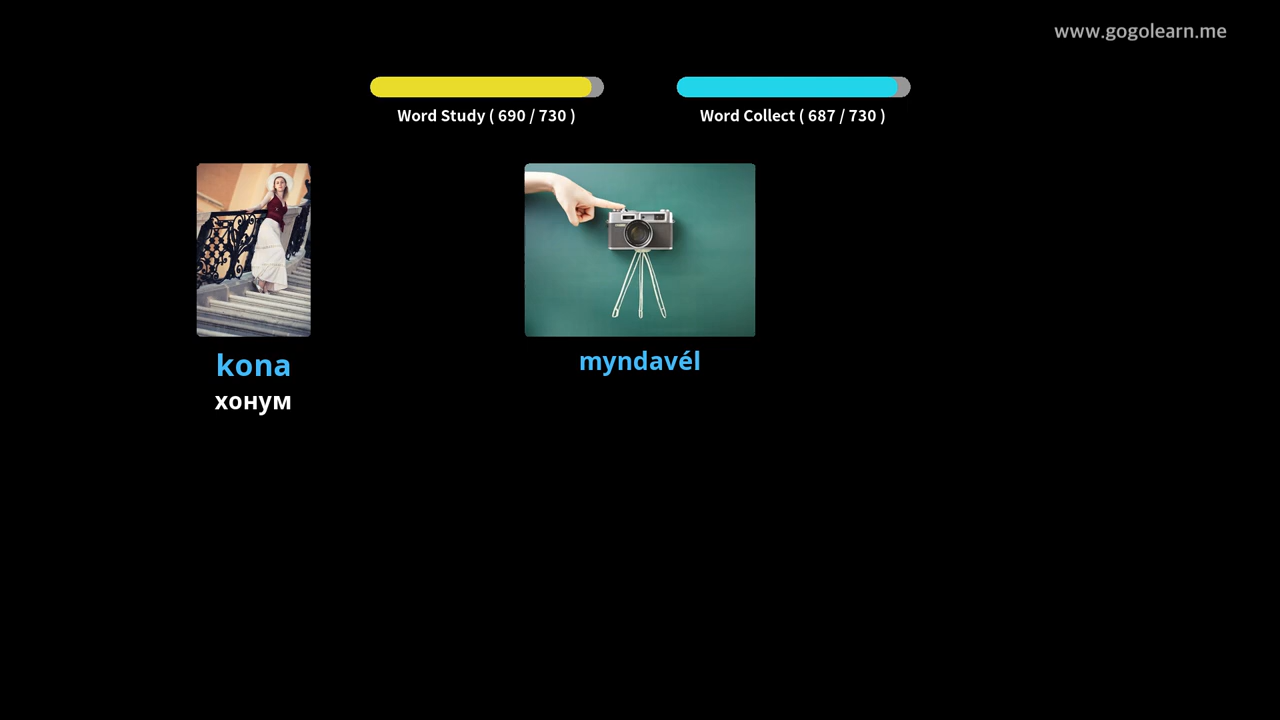 www.gogolearn.me
Word Study ( 690 / 730 )
Word Collect ( 687 / 730 )
kona
хонум
myndavél